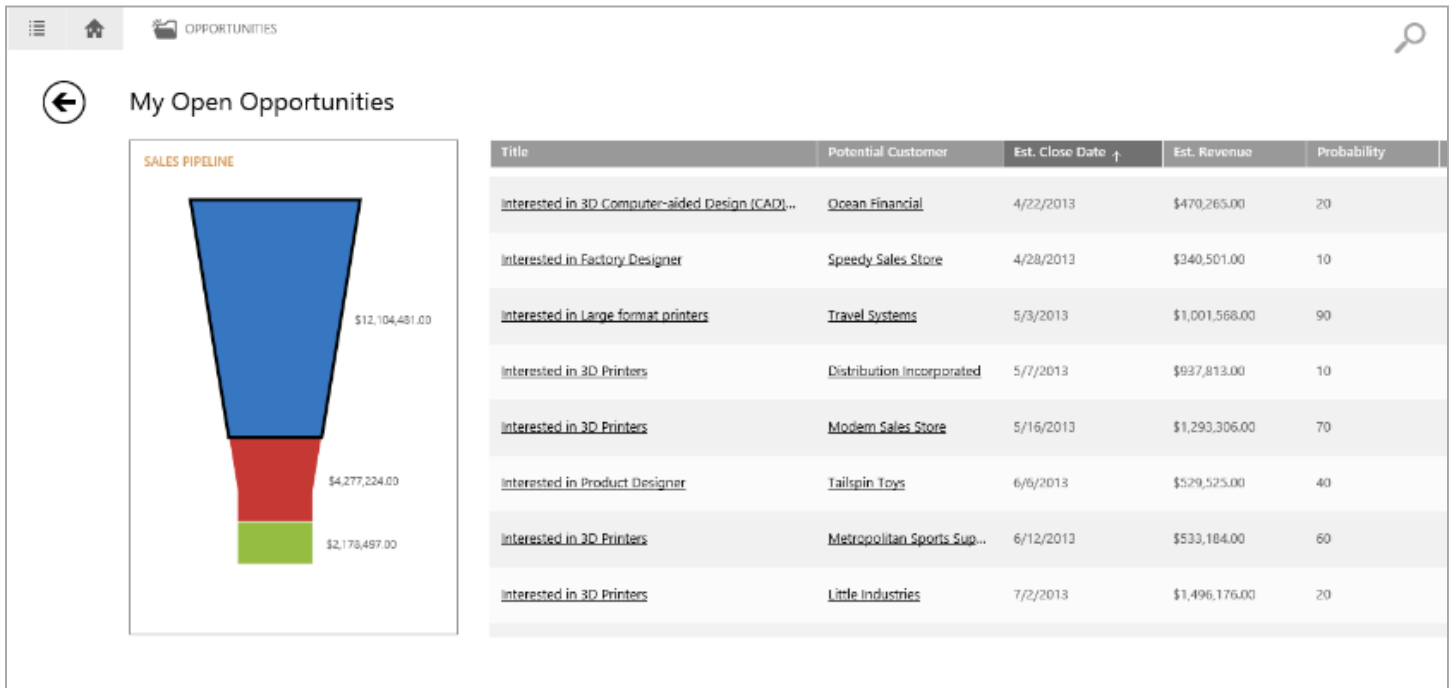 OPPORTUNITIES
My Open Opportunities
SALES PIPELINE
$12,104,481.00
$4,277,224.00
$2,178,497.00
Title Potential Customer Est. Close Date ↑ Est. Revenue Probability
Interested in 3D Computer-aided Design (CAD)... Ocean Financial 4/22/2013 $470,265.00 20
Interested in Factory Designer Speedy Sales Store 4/28/2013 $340,501.00 10
Interested in Large format printers Travel Systems 5/3/2013 $1,001,568.00 90
Interested in 3D Printers Distribution Incorporated 5/7/2013 $937,813.00 10
Interested in 3D Printers Modern Sales Store 5/16/2013 $1,293,306.00 70
Interested in Product Designer Tailspin Toys 6/6/2013 $529,525.00 40
Interested in 3D Printers Metropolitan Sports Sup... 6/12/2013 $533,184.00 60
Interested in 3D Printers Little Industries 7/2/2013 $1,496,176.00 20